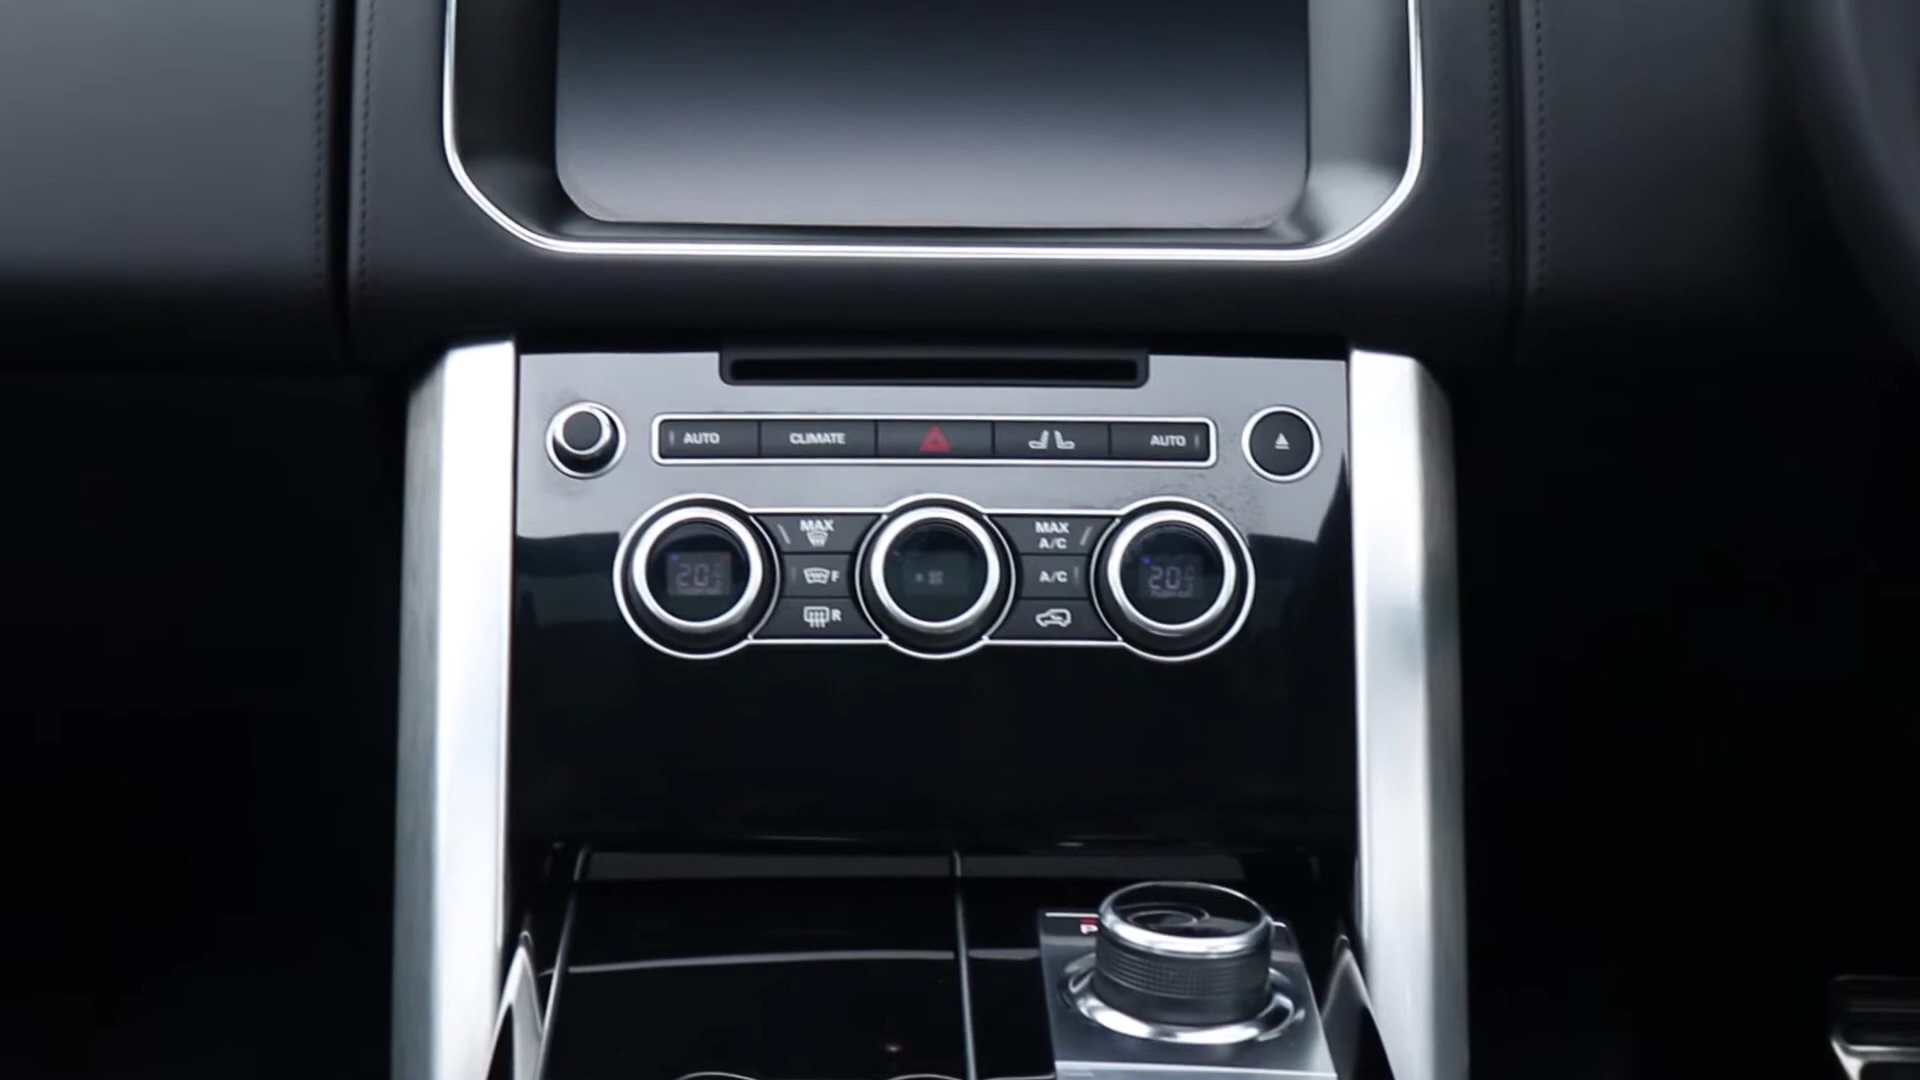 AUTO CLIMATE AUTO
MAX MAX
A/C
20 F A/C 20
R
P